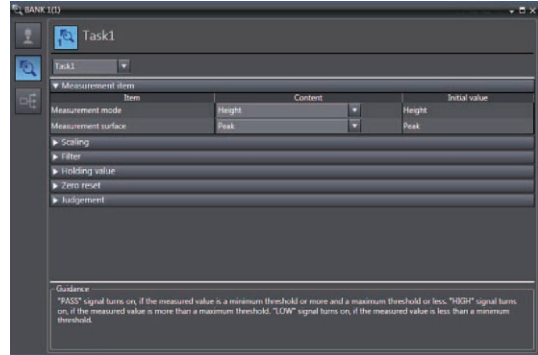 BANK 1(1)
Task1
Task1
▼ Measurement item
Item Content Initial value
Measurement mode Height Height
Measurement surface Peak Peak
▶ Scaling
▶ Filter
▶ Holding value
▶ Zero reset
▶ Judgement
Guidance
"PASS" signal turns on, if the measured value is a minimum threshold or more and a maximum threshold or less. "HIGH" signal turns
on, if the measured value is more than a maximum threshold. "LOW" signal turns on, if the measured value is less than a minimum
threshold.